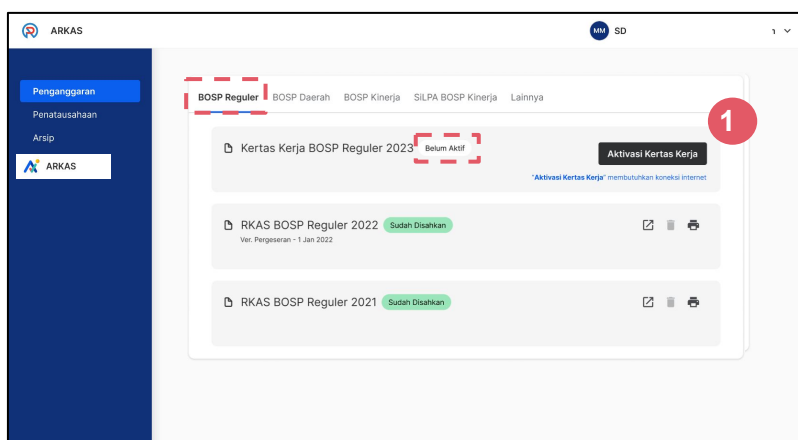 ARKAS
MM SD
Penganggaran
Penatausahaan
Arsip
ARKAS
BOSP Reguler BOSP Daerah BOSP Kinerja SiLPA BOSP Kinerja Lainnya
1
Kertas Kerja BOSP Reguler 2023 Belum Aktif
Aktivasi Kertas Kerja
"Aktivasi Kertas Kerja" membutuhkan koneksi internet
RKAS BOSP Reguler 2022 Sudah Disahkan
Ver. Pergeseran - 1 Jan 2022
RKAS BOSP Reguler 2021 Sudah Disahkan